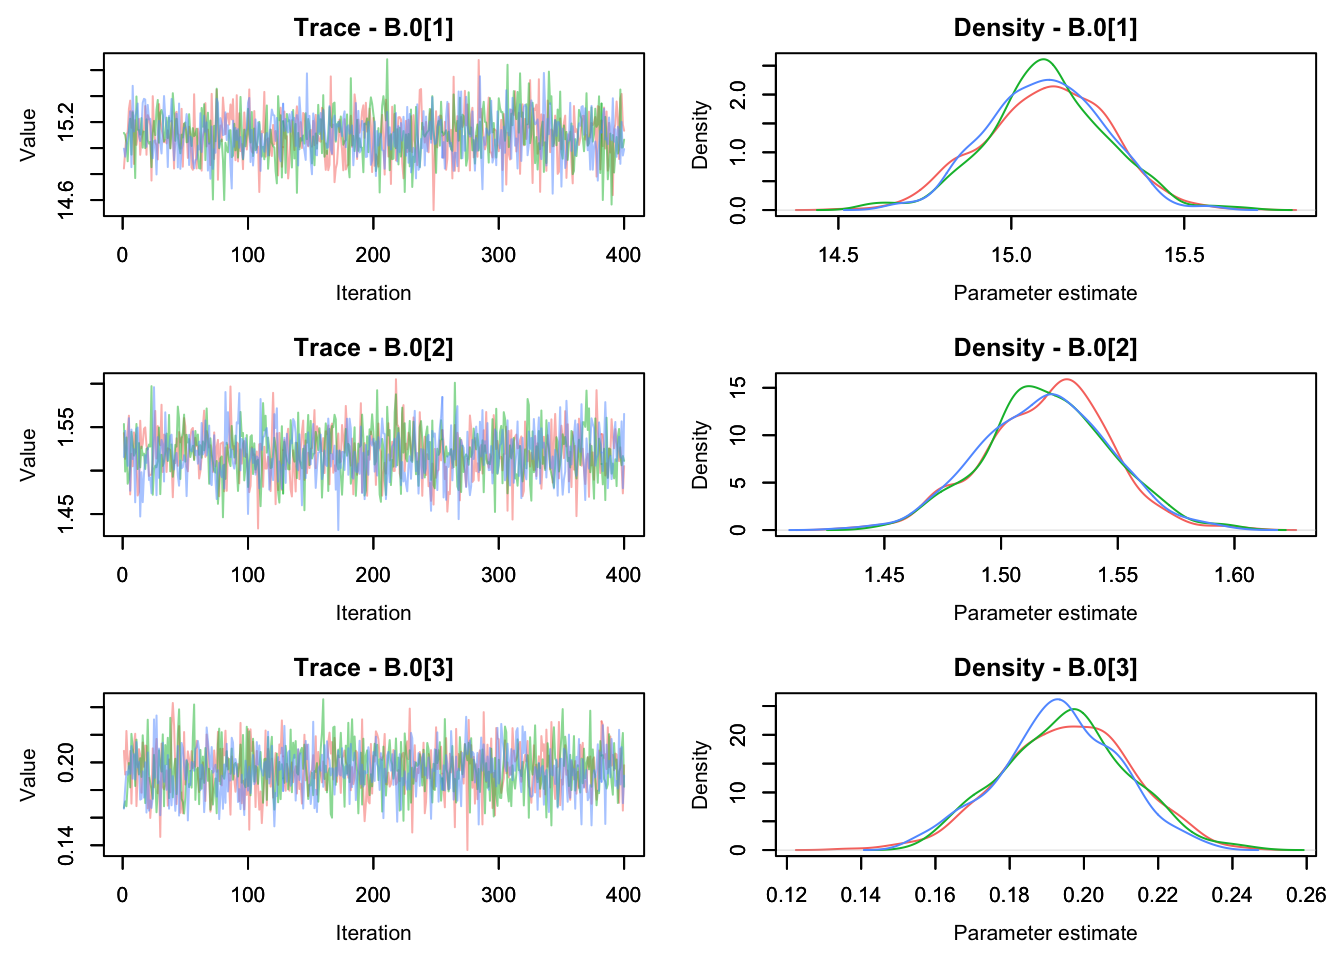 Trace - B.0[1]
Value
14.6 15.2
0 100 200 300 400
Iteration
Density - B.0[1]
Density
0.0 1.0 2.0
14.5 15.0 15.5
Parameter estimate
Trace - B.0[2]
Value
1.45 1.55
0 100 200 300 400
Iteration
Density - B.0[2]
Density
0 5 10 15
1.45 1.50 1.55 1.60
Parameter estimate
Trace - B.0[3]
Value
0.14 0.20
0 100 200 300 400
Iteration
Density - B.0[3]
Density
0 10 20
0.12 0.14 0.16 0.18 0.20 0.22 0.24 0.26
Parameter estimate